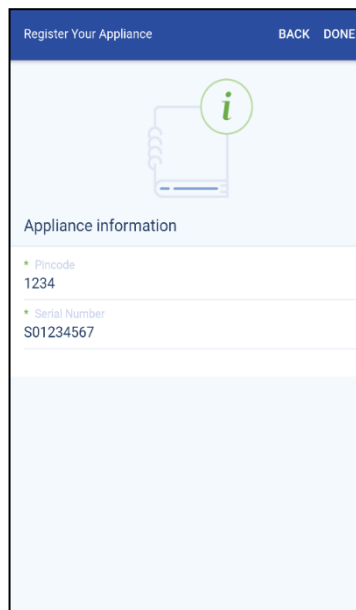 Register Your Appliance BACK DONE
i
Appliance information
* Pincode
1234
* Serial Number
S01234567